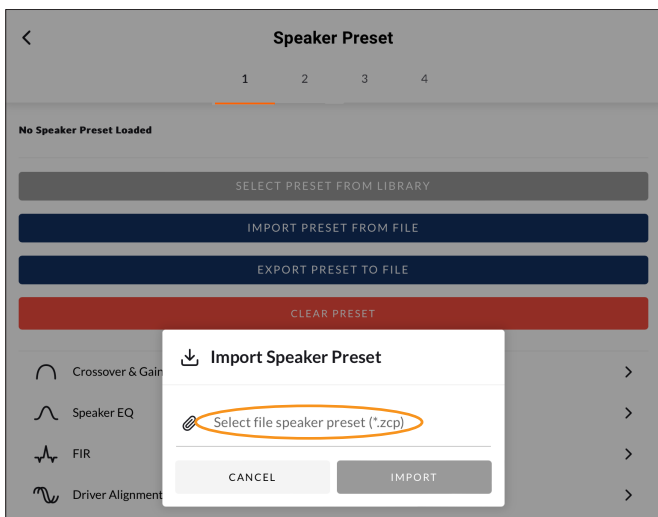 Speaker Preset
1 2 3 4
No Speaker Preset Loaded
SELECT PRESET FROM LIBRARY
IMPORT PRESET FROM FILE
EXPORT PRESET TO FILE
CLEAR PRESET
Import Speaker Preset
Crossover & Gain
Select file speaker preset (*.zcp)
Speaker EQ
FIR
CANCEL IMPORT
Driver Alignment